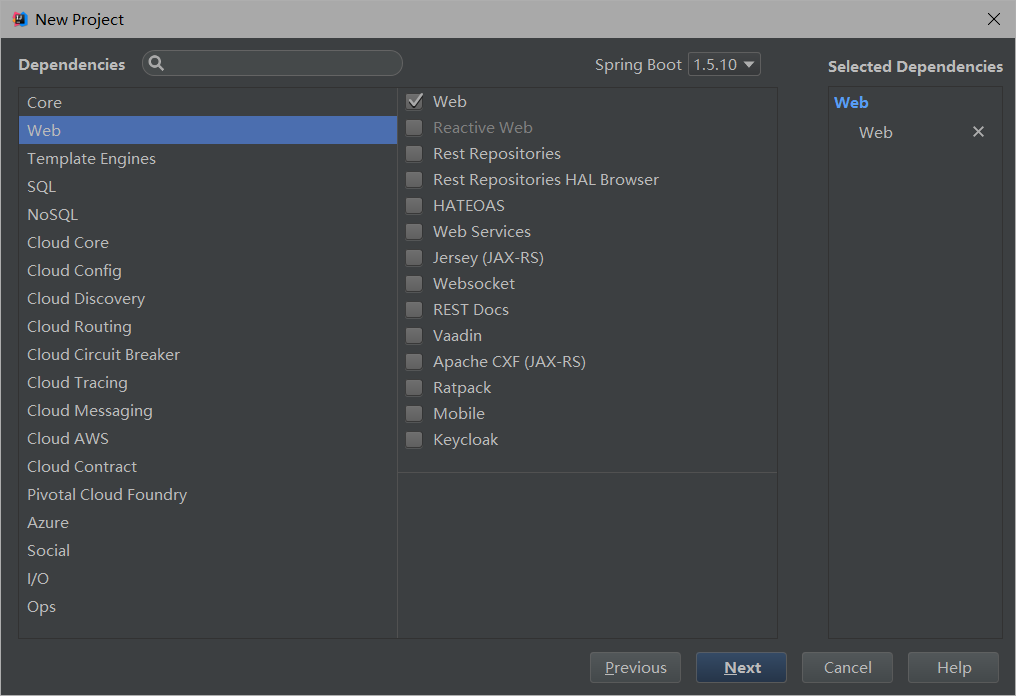 New Project
Dependencies
Spring Boot 1.5.10
Selected Dependencies
Core
Web
Template Engines
SQL
NoSQL
Cloud Core
Cloud Config
Cloud Discovery
Cloud Routing
Cloud Circuit Breaker
Cloud Tracing
Cloud Messaging
Cloud AWS
Cloud Contract
Pivotal Cloud Foundry
Azure
Social
I/O
Ops
Web
Reactive Web
Rest Repositories
Rest Repositories HAL Browser
HATEOAS
Web Services
Jersey (JAX-RS)
Websocket
REST Docs
Vaadin
Apache CXF (JAX-RS)
Ratpack
Mobile
Keycloak
Web
Web
Previous
Next
Cancel
Help